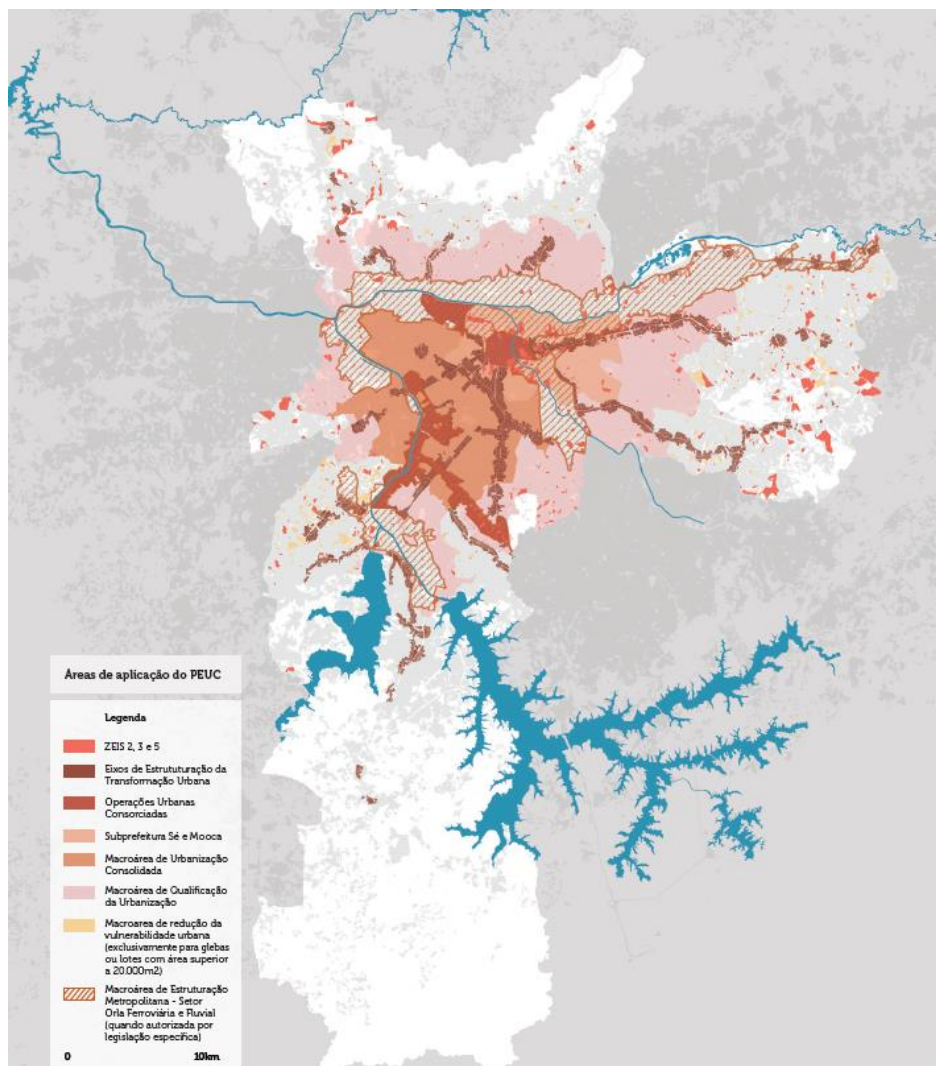 Áreas de aplicação do PEUC
Legenda
ZEIS 2, 3 e 5
Eixos de Estrututuração da
Transformação Urbana
Operações Urbanas
Consorciadas
Subprefeitura Sé e Mooca
Macroárea de Urbanização
Consolidada
Macroárea de Qualificação
da Urbanização
Macroarea de redução da
vulnerabilidade urbana
(exclusivamente para glebas
ou lotes com área superior
a 20.000m2)
Macroárea de Estruturação
Metropolitana - Setor
Orla Ferroviária e Fluvial
(quando autorizada por
legislação específica)
0 10km